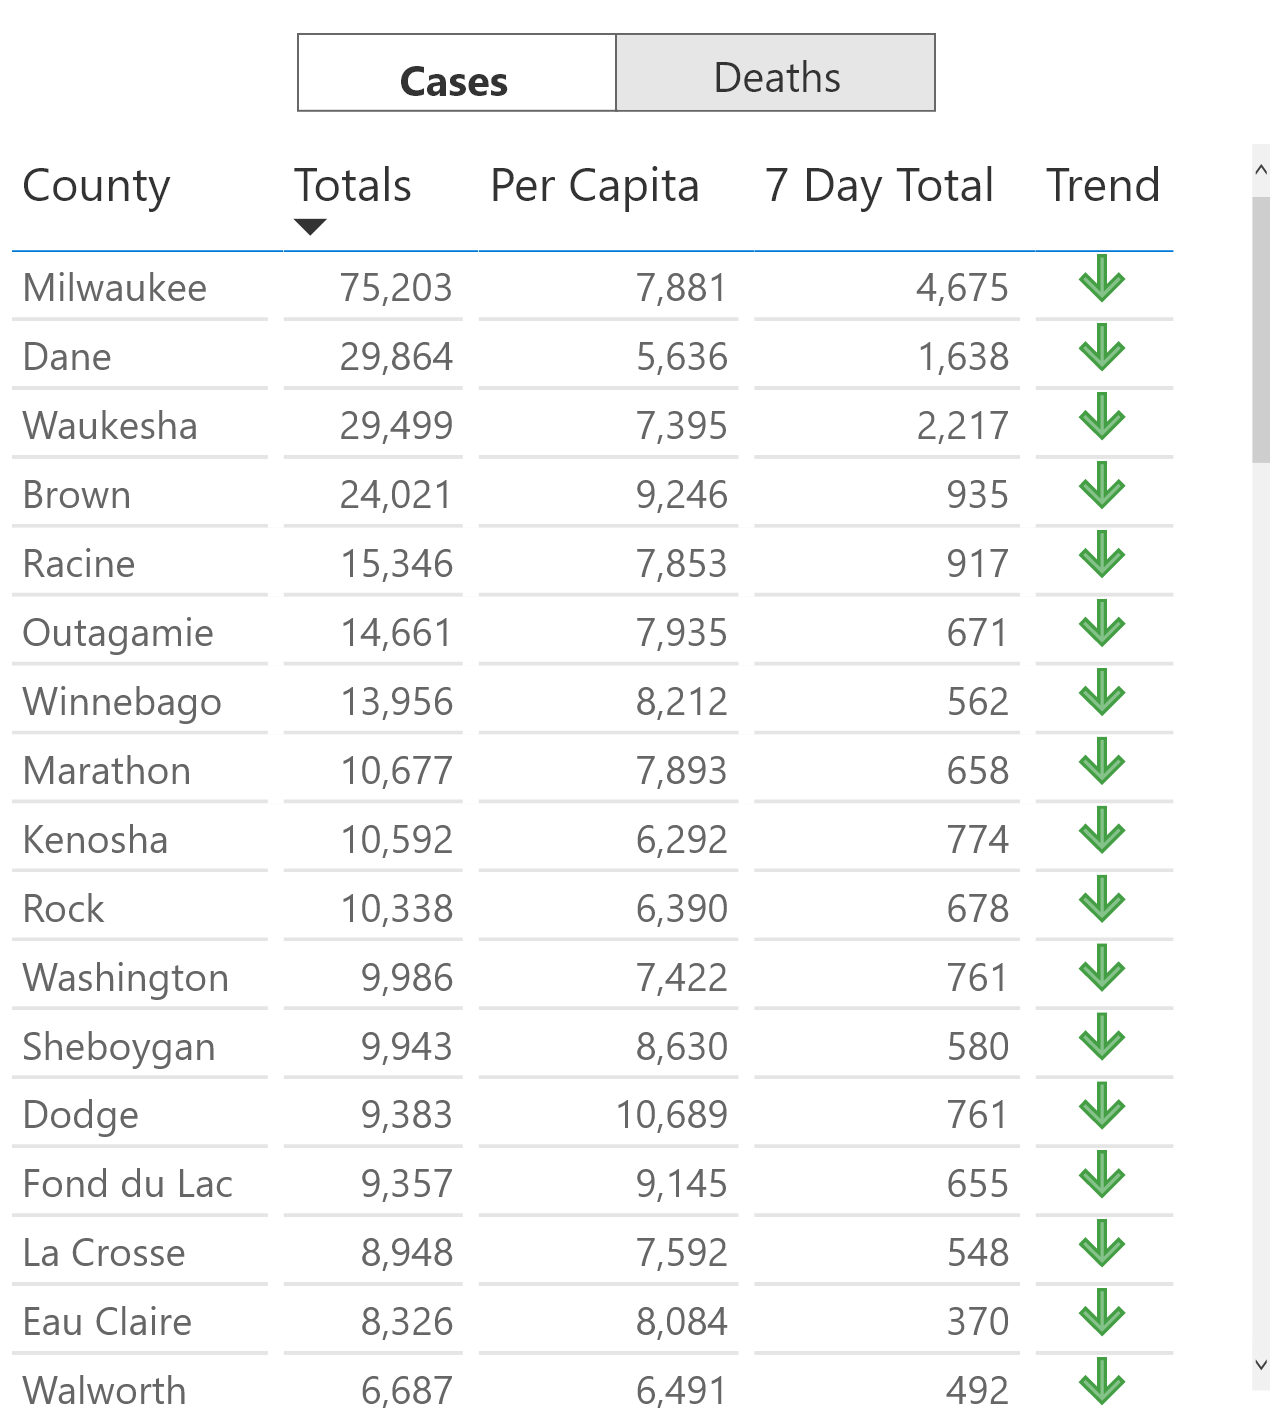 Cases Deaths
County Totals Per Capita 7 Day Total Trend
Milwaukee 75,203 7,881 4,675
Dane 29,864 5,636 1,638
Waukesha 29,499 7,395 2,217
Brown 24,021 9,246 935
Racine 15,346 7,853 917
Outagamie 14,661 7,935 671
Winnebago 13,956 8,212 562
Marathon 10,677 7,893 658
Kenosha 10,592 6,292 774
Rock 10,338 6,390 678
Washington 9,986 7,422 761
Sheboygan 9,943 8,630 580
Dodge 9,383 10,689 761
Fond du Lac 9,357 9,145 655
La Crosse 8,948 7,592 548
Eau Claire 8,326 8,084 370
Walworth 6,687 6,491 492